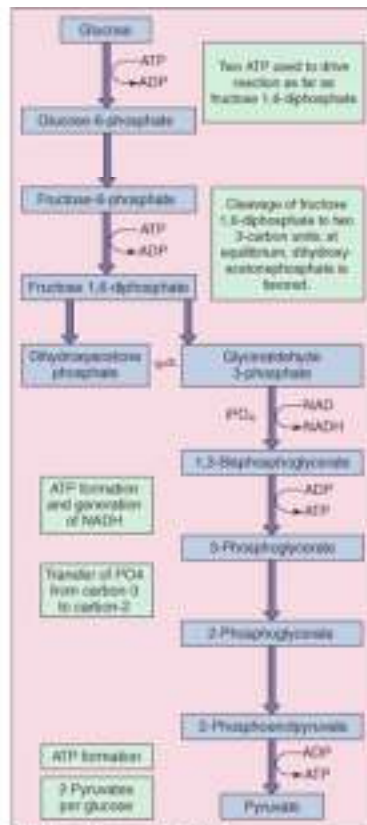 Glucose
ATP
ADP
Two ATP used to drive
reaction as far as
fructose 1,6-diphosphate
Glucose-6-phosphate
Fructose-6-phosphate
ATP
ADP
Cleavage of fructose
1,6-diphosphate to two
3-carbon units, at
equilibrium, dihydroxy-
acetonephosphate is
favored.
Fructose 1,6-diphosphate
Dihydroxyacetone
phosphate
Glyceraldehyde
3-phosphate
NAD
NADH
1,3-Bisphosphoglycerate
ATP formation
and generation
of NADH
ADP
ATP
3-Phosphoglycerate
Transfer of PO4
from carbon-3
to carbon-2
2-Phosphoglycerate
2-Phosphoenolpyruvate
ATP formation
ADP
ATP
2 Pyruvates
per glucose
Pyruvate